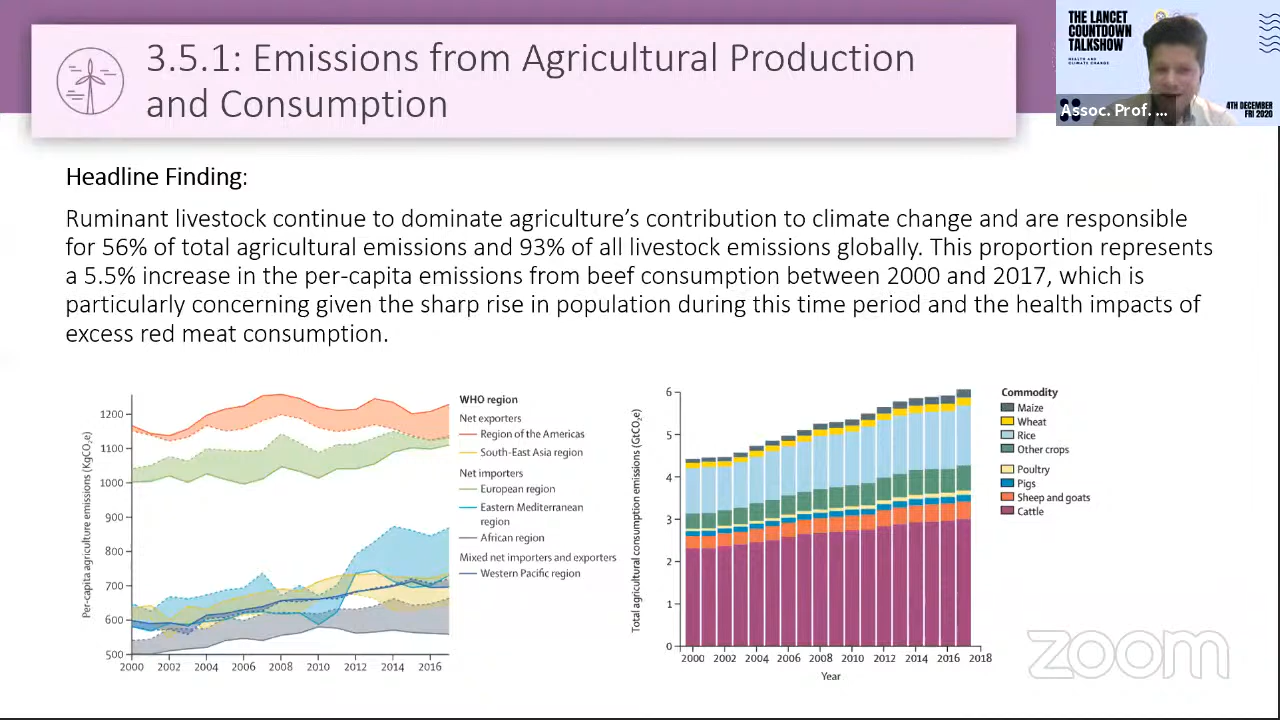 3.5.1: Emissions from Agricultural Production
and Consumption
THE LANCET
COUNTDOWN
TALKSHOW
HEALTH AND
CLIMATE CHANGE
Assoc. Prof. ...
4TH DECEMBER
FRI 2020
Headline Finding:
Ruminant livestock continue to dominate agriculture's contribution to climate change and are responsible
for 56% of total agricultural emissions and 93% of all livestock emissions globally. This proportion represents
a 5.5% increase in the per-capita emissions from beef consumption between 2000 and 2017, which is
particularly concerning given the sharp rise in population during this time period and the health impacts of
excess red meat consumption.
Per-capita agriculture emissions (KgCO₂e)
1200
1100
1000
900
800
700
600
500
2000 2002 2004 2006 2008 2010 2012 2014 2016
WHO region
Net exporters
Region of the Americas
South-East Asia region
Net importers
European region
Eastern Mediterranean
region
African region
Mixed net importers and exporters
Western Pacific region
Total agricultural consumption emissions (GtCO₂e)
6
5
4
3
2
1
0
2000 2002 2004 2006 2008 2010 2012 2014 2016 2018
Year
Commodity
Maize
Wheat
Rice
Other crops
Poultry
Pigs
Sheep and goats
Cattle
zoom